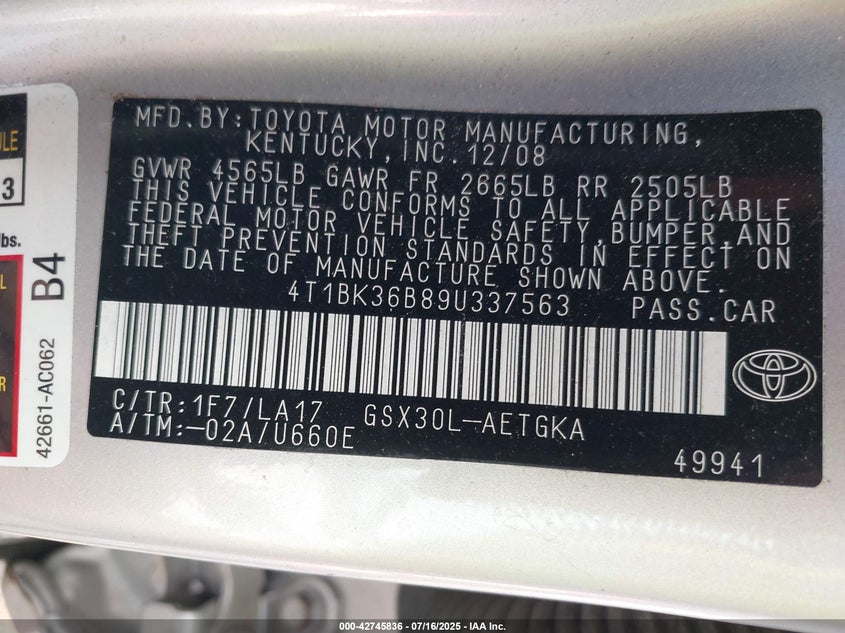 MFD.BY:TOYOTA MOTOR MANUFACTURING,
KENTUCKY,INC.12/08
GVWR 4565LB GAWR FR 2665LB RR 2505LB
THIS VEHICLE CONFORMS TO ALL APPLICABLE
FEDERAL MOTOR VEHICLE SAFETY,BUMPER,AND
THEFT PREVENTION STANDARDS IN EFFECT ON
THE DATE OF MANUFACTURE SHOWN ABOVE.
4T1BK36B89U337563 PASS.CAR
C/TR:1F7/LA17 GSX30L-AETGKA
A/TM:-02A/U660E
49941
3
lbs.
B4
42661-AC062
000-42745836 - 07/16/2025 - IAA Inc.